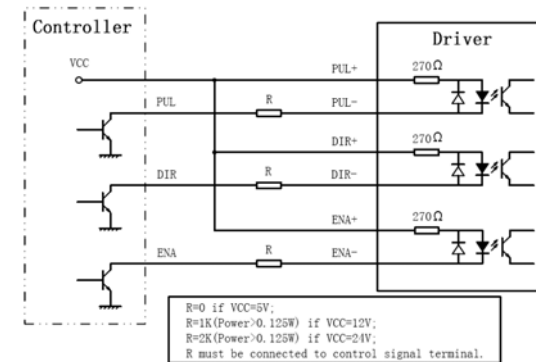 Controller
Driver
VCC
PUL+
270Ω
PUL
R
PUL-
DIR+
270Ω
DIR
R
DIR-
ENA+
270Ω
ENA
R
ENA-
R=0 if VCC=5V;
R=1K(Power>0.125W) if VCC=12V;
R=2K(Power>0.125W) if VCC=24V;
R must be connected to control signal terminal.